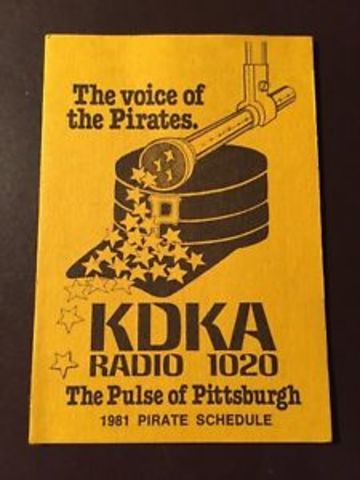 The voice of
the Pirates.
KDKA
RADIO 1020
The Pulse of Pittsburgh
1981 PIRATE SCHEDULE